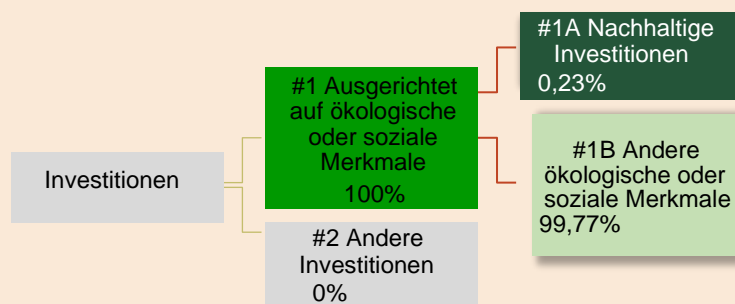 Investitionen
#1 Ausgerichtet
auf ökologische
oder soziale
Merkmale
100%
#2 Andere
Investitionen
0%
#1A Nachhaltige
Investitionen
0,23%
#1B Andere
ökologische oder
soziale Merkmale
99,77%